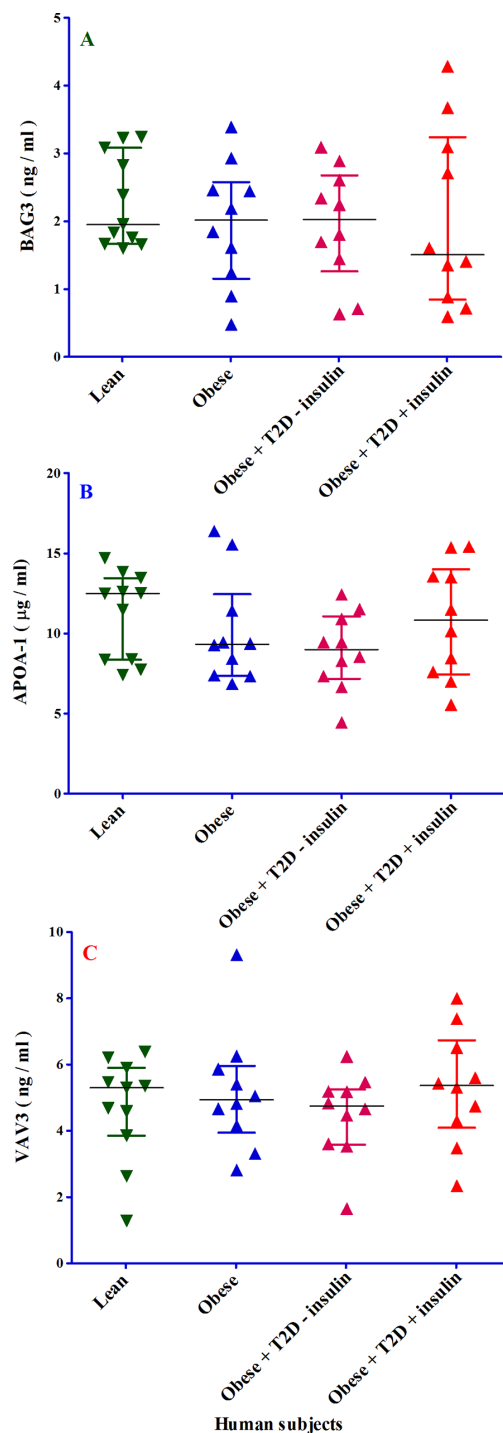 A
BAG3 ( ng / ml )
5
4
3
2
1
0
Lean
Obese
Obese + T2D - insulin
Obese + T2D + insulin
B
APOA-1 ( µg / ml )
20
15
10
5
0
Lean
Obese
Obese + T2D - insulin
Obese + T2D + insulin
C
VAV3 ( ng / ml )
10
8
6
4
2
0
Lean
Obese
Obese + T2D - insulin
Obese + T2D + insulin
Human subjects